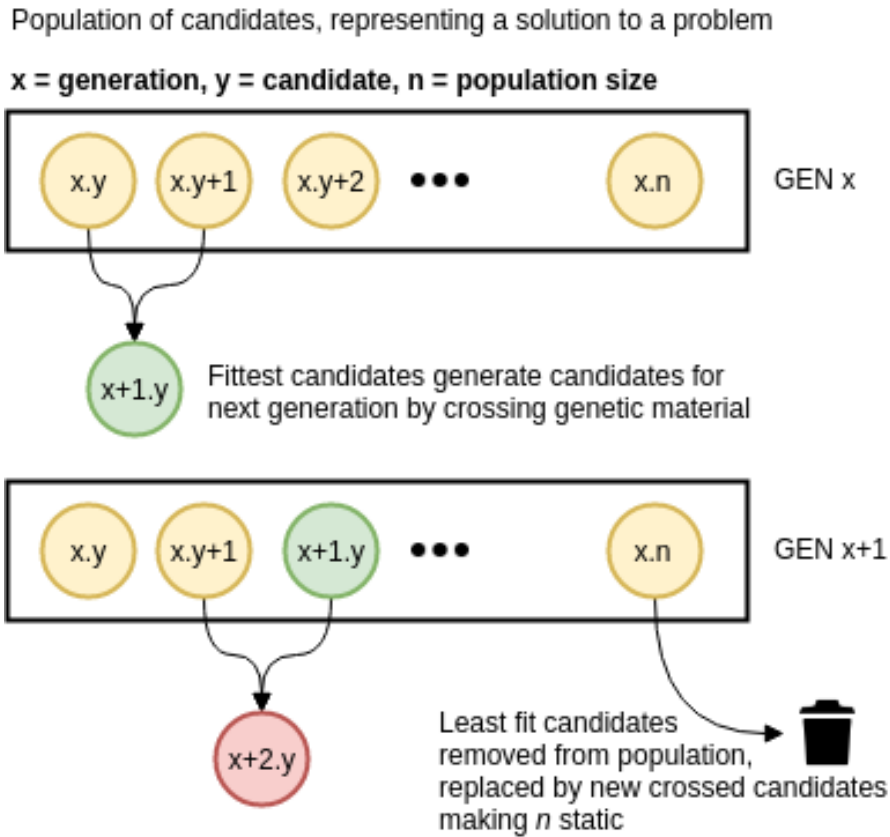 Population of candidates, representing a solution to a problem
x = generation, y = candidate, n = population size
x.y x.y+1 x.y+2 ••• x.n GEN x
x+1.y
Fittest candidates generate candidates for
next generation by crossing genetic material
x.y x.y+1 x+1.y ••• x.n GEN x+1
x+2.y
Least fit candidates
removed from population,
replaced by new crossed candidates
making n static